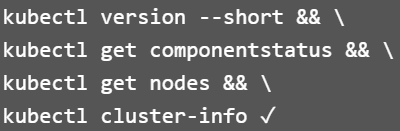 kubectl version --short && \
kubectl get componentstatus && \
kubectl get nodes && \
kubectl cluster-info ✓